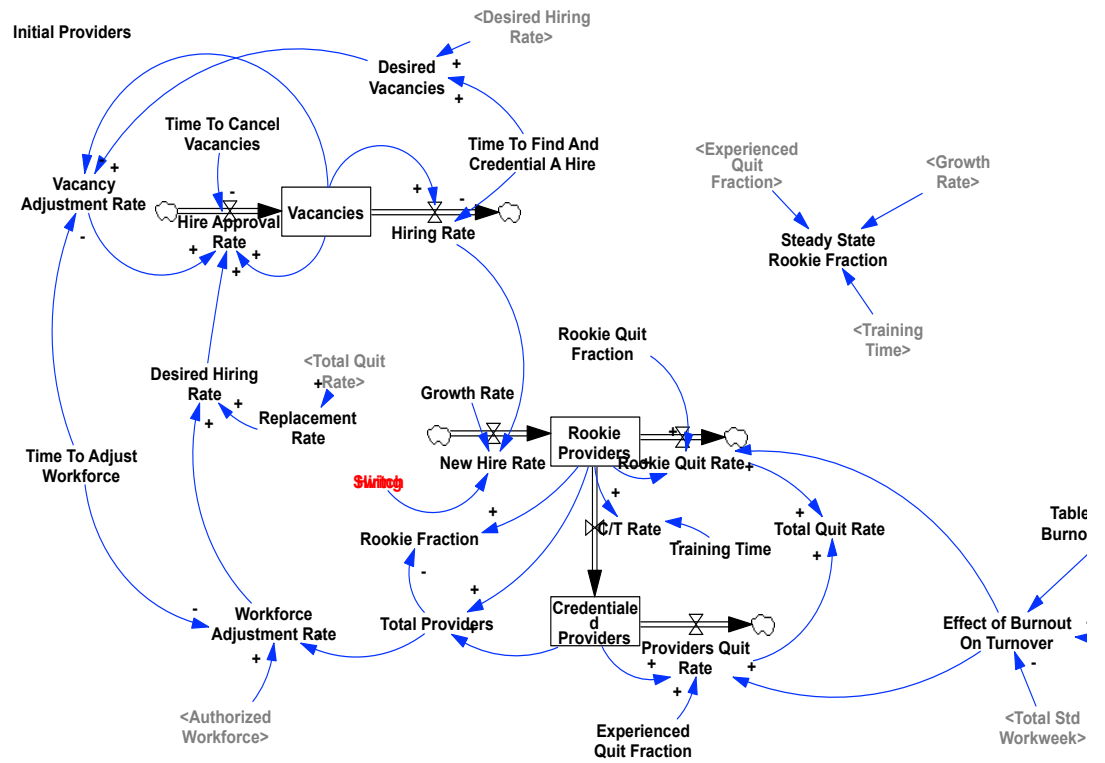 Initial Providers
<Desired Hiring
Rate>
+
Desired
Vacancies
+
Time To Cancel
Vacancies
Time To Find And
Credential A Hire
<Experienced
Quit
Fraction>
<Growth
Rate>
-
+
Vacancy
Adjustment Rate
-
+
-
Vacancies
Hire Approval
Rate
Hiring Rate
-
+
+
+
Steady State
Rookie Fraction
<Training
Time>
Rookie Quit
Fraction
<Total Quit
Rate>
+
Desired Hiring
Rate
+
+
Replacement
Rate
Growth Rate
Rookie
Providers
+
New Hire Rate
+
Rookie Quit Rate
+
Time To Adjust
Workforce
Switch
Hiring
+
+
+
C/T Rate
-
Training Time
Total Quit Rate
+
Rookie Fraction
-
+
Table
Burno
-
Workforce
Adjustment Rate
-
+
Total Providers
+
Credentiale
d
Providers
Providers Quit
Rate
+
+
+
Effect of Burnout
On Turnover
-
<Authorized
Workforce>
Experienced
Quit Fraction
<Total Std
Workweek>